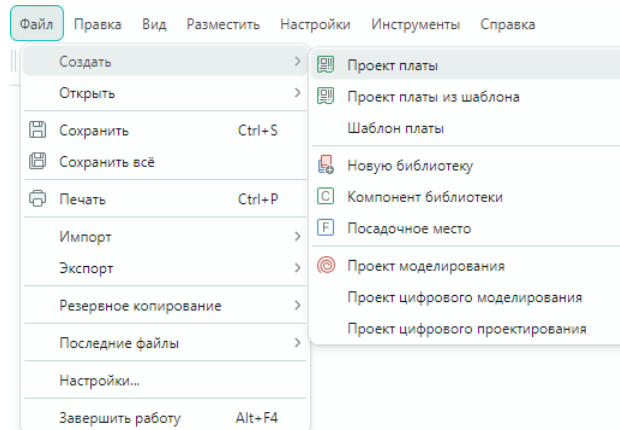 Файл Правка Вид Разместить Настройки Инструменты Справка
Создать
Открыть
Сохранить Ctrl+S
Сохранить всё
Печать Ctrl+P
Импорт
Экспорт
Резервное копирование
Последние файлы
Настройки...
Завершить работу Alt+F4
Проект платы
Проект платы из шаблона
Шаблон платы
Новую библиотеку
C Компонент библиотеки
F Посадочное место
Проект моделирования
Проект цифрового моделирования
Проект цифрового проектирования